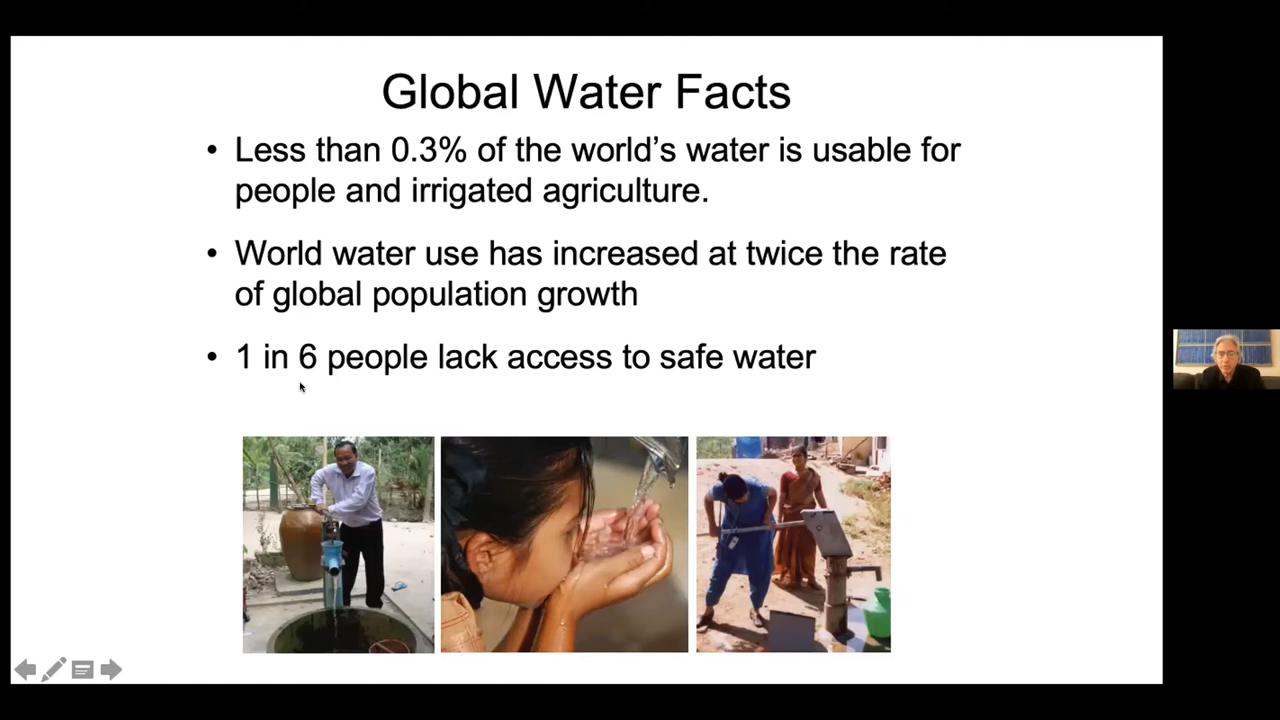 Global Water Facts
• Less than 0.3% of the world's water is usable for
people and irrigated agriculture.
• World water use has increased at twice the rate
of global population growth
• 1 in 6 people lack access to safe water